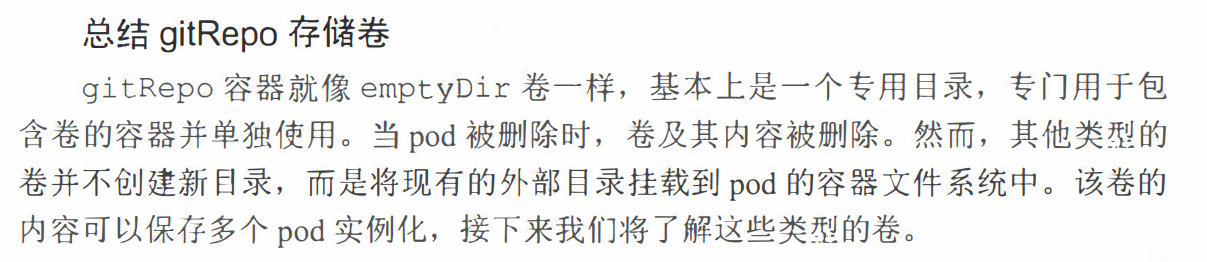 总结 gitRepo 存储卷
gitRepo 容器就像 emptyDir 卷一样，基本上是一个专用目录，专门用于包
含卷的容器并单独使用。当 pod 被删除时，卷及其内容被删除。然而，其他类型的
卷并不创建新目录，而是将现有的外部目录挂载到 pod 的容器文件系统中。该卷的
内容可以保存多个 pod 实例化，接下来我们将了解这些类型的卷。